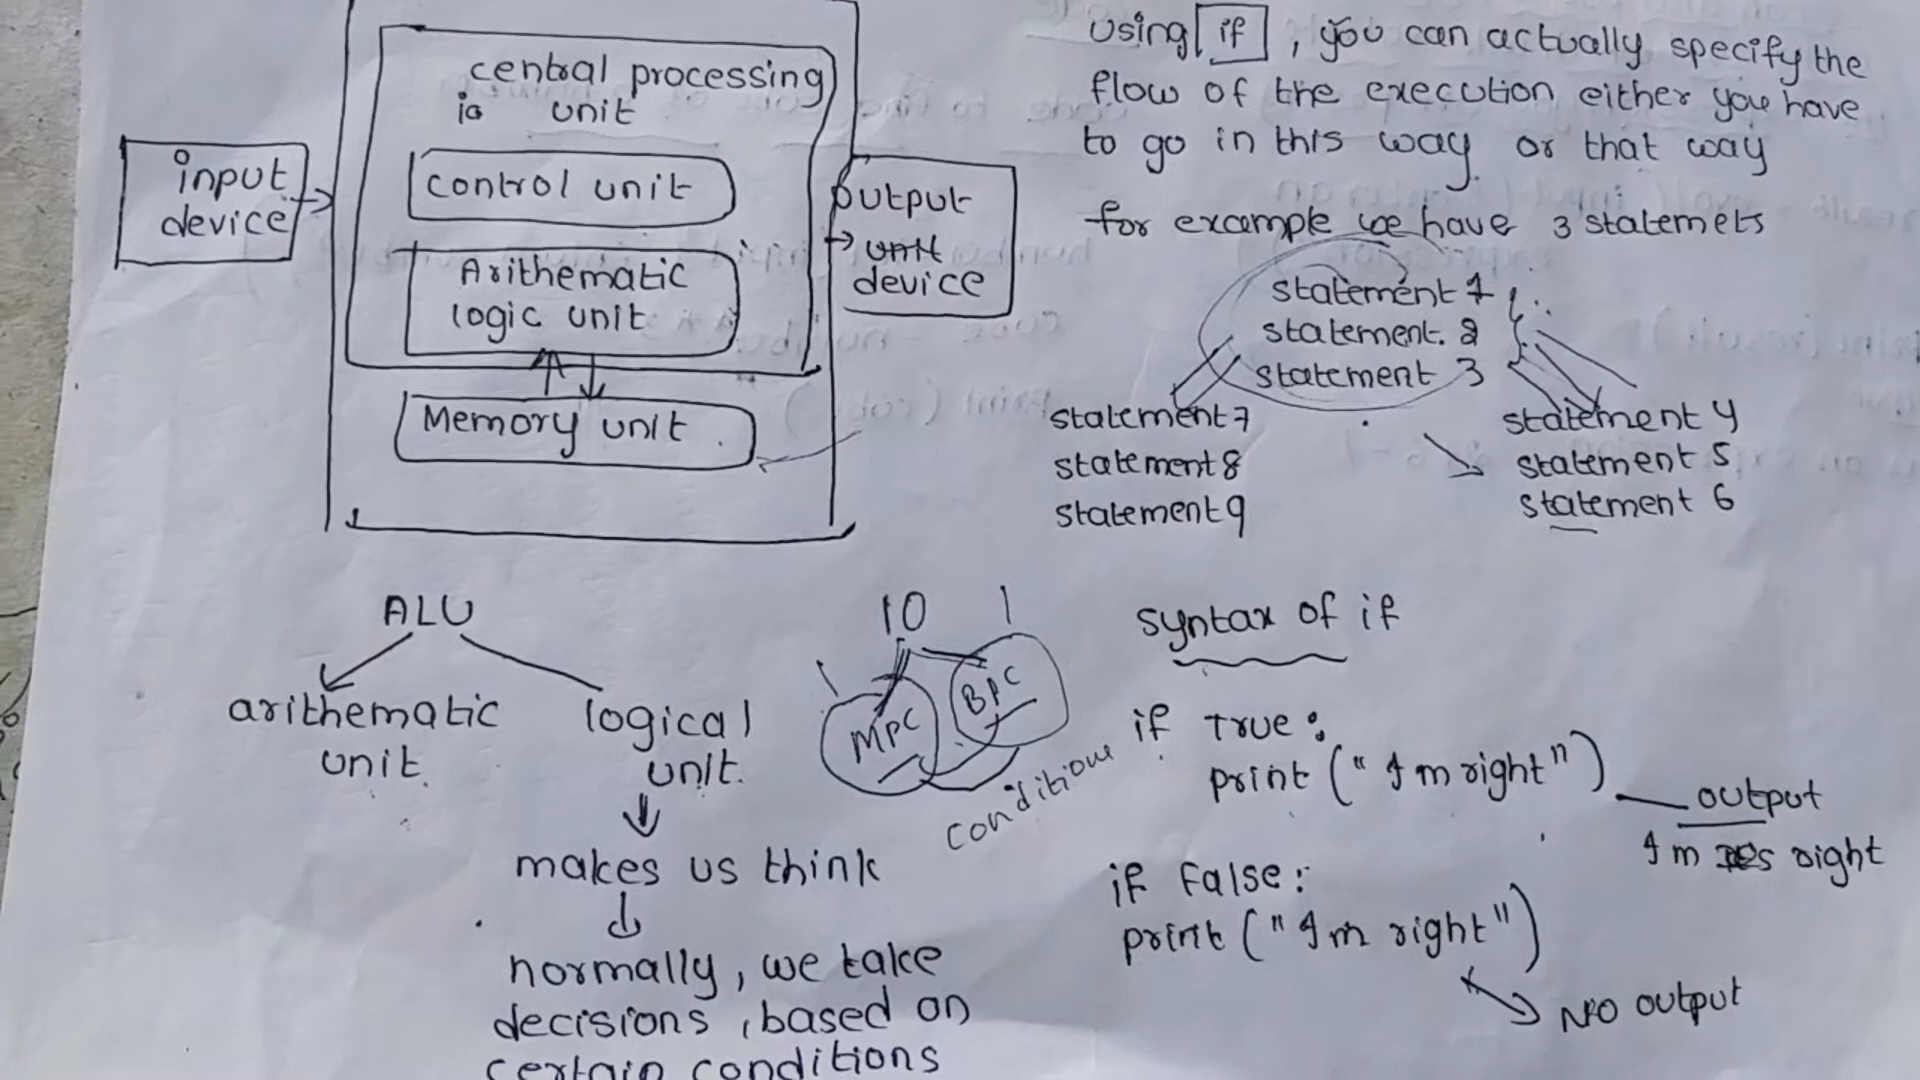 central processing
unit
input
device
control unit
Arithematic
logic unit
Memory unit
output
unit
device
ALU
arithematic
unit.
logical
unit.
makes us think
normally, we take
decisions, based on
certain conditions
10
1
MPC
BPC
conditions
using if, you can actually specify the
flow of the execution either you have
to go in this way or that way
for example we have 3 statemets
statement 1
statement. 2
statement 3
statement 7
statement 8
statement 9
statement 4
statement 5
statement 6
syntax of if
if True:
print ("I m right")
output
I m right
if False:
print ("I m right")
No output